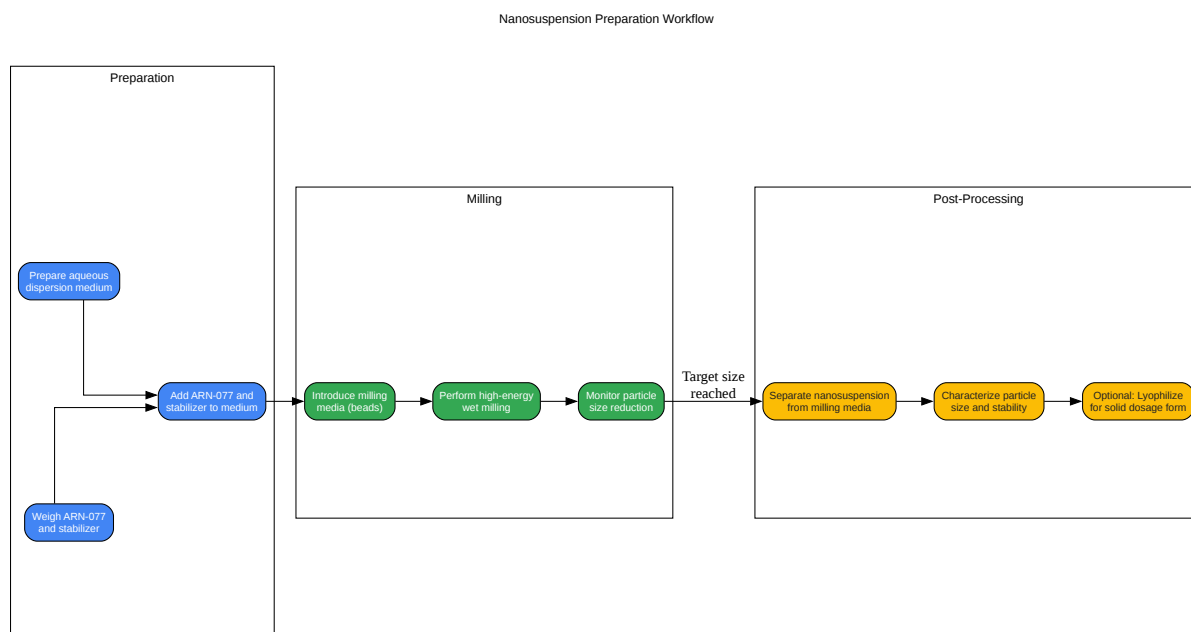 Nanosuspension Preparation Workflow
Preparation
Prepare aqueous
dispersion medium
Weigh ARN-077
and stabilizer
Add ARN-077 and
stabilizer to medium
Milling
Introduce milling
media (beads)
Perform high-energy
wet milling
Monitor particle
size reduction
Target size
reached
Post-Processing
Separate nanosuspension
from milling media
Characterize particle
size and stability
Optional: Lyophilize
for solid dosage form